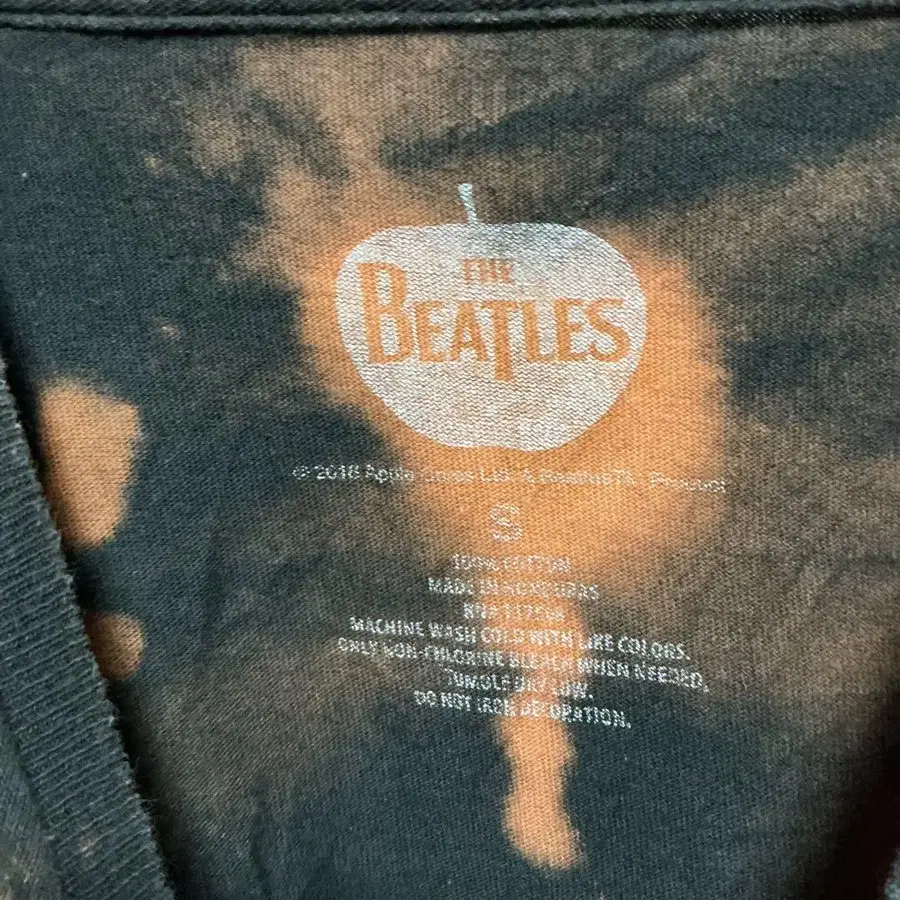 THE
BEATLES
© 2018 Apple Corps Ltd. A Beatles™ Product
S
100% COTTON
MADE IN HONDURAS
RN#
MACHINE WASH COLD WITH LIKE COLORS.
ONLY NON-CHLORINE BLEACH WHEN NEEDED.
TUMBLE DRY LOW.
DO NOT IRON DECORATION.